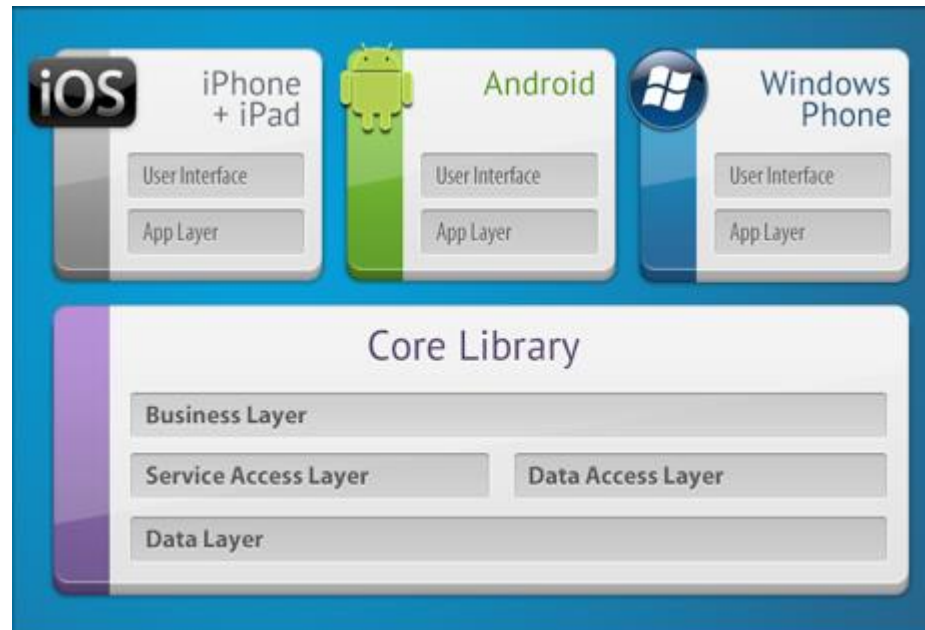 iOS
iPhone
+ iPad
User Interface
App Layer
Android
User Interface
App Layer
Windows
Phone
User Interface
App Layer
Core Library
Business Layer
Service Access Layer
Data Access Layer
Data Layer